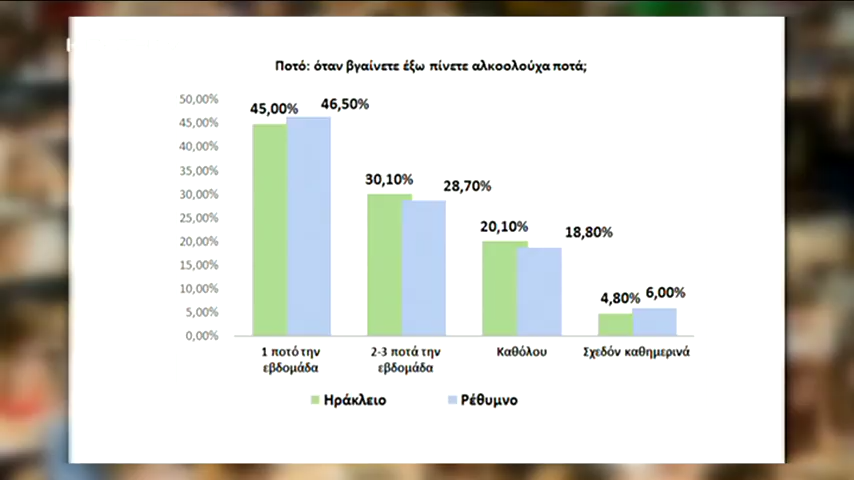 Ποτό: όταν βγαίνετε έξω πίνετε αλκοολούχα ποτά;
50,00%
45,00%
40,00%
35,00%
30,00%
25,00%
20,00%
15,00%
10,00%
5,00%
0,00%
45,00% 46,50%
30,10% 28,70%
20,10% 18,80%
4,80% 6,00%
1 ποτό την εβδομάδα
2-3 ποτά την εβδομάδα
Καθόλου
Σχεδόν καθημερινά
Ηράκλειο Ρέθυμνο